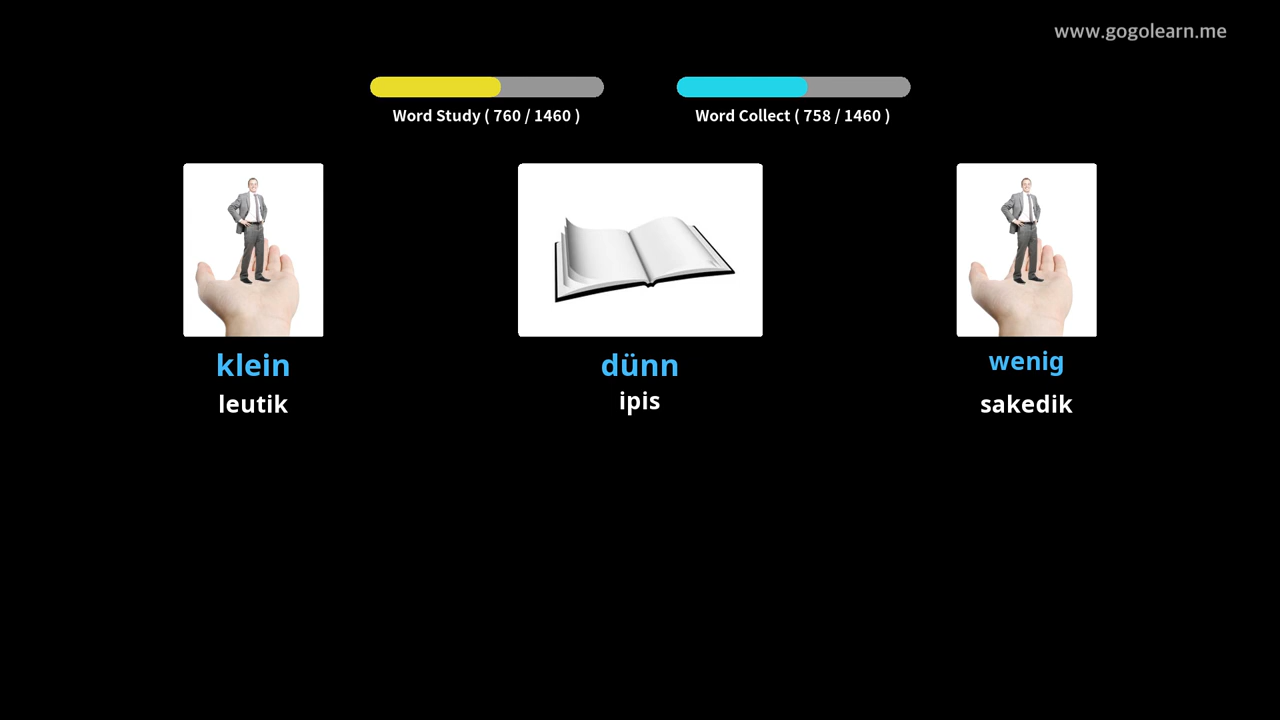 www.gogolearn.me
Word Study ( 760 / 1460 )
Word Collect ( 758 / 1460 )
klein
leutik
dünn
ipis
wenig
sakedik